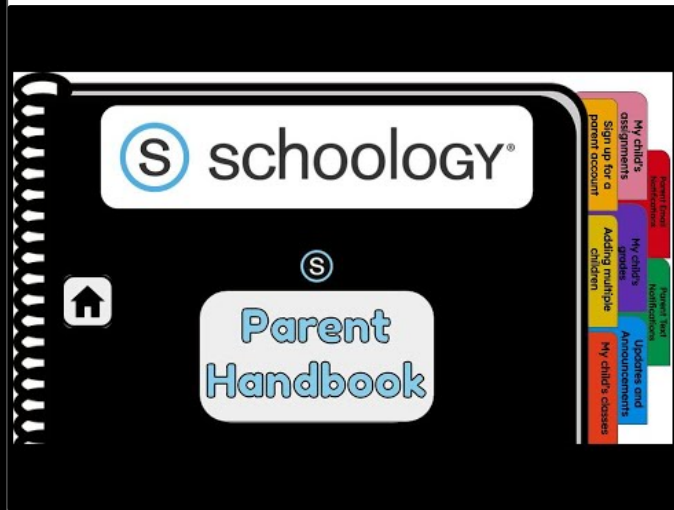 S schoology®
S
Parent
Handbook
Sign up for a
parent account
Adding multiple
children
My child's classes
My child's
assignments
My child's
grades
Updates and
Announcements
Parent Email
Notifications
Parent Text
Notifications